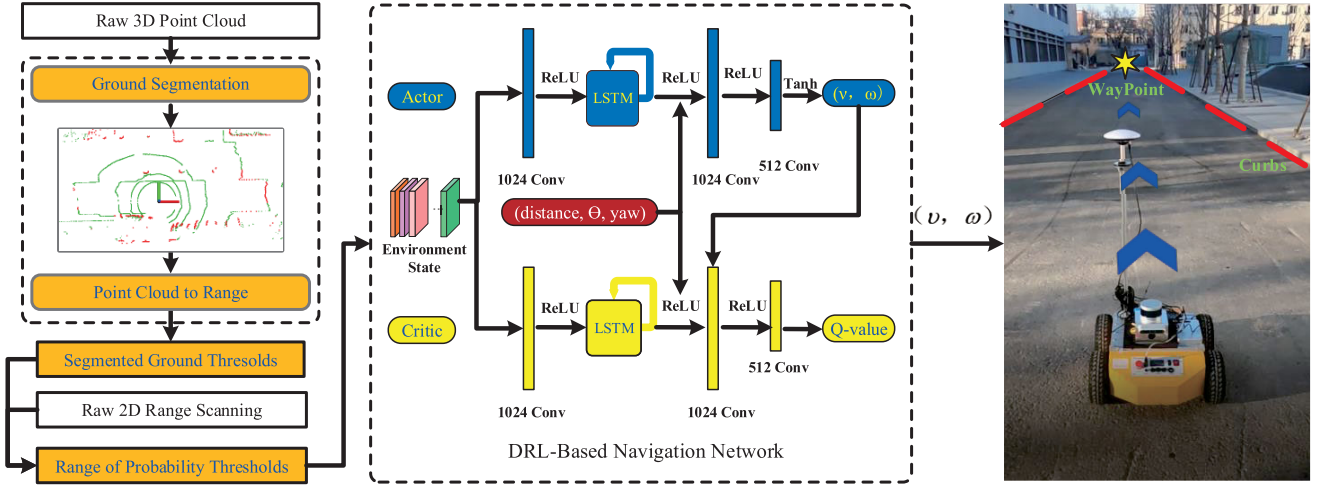 Raw 3D Point Cloud
Ground Segmentation
Point Cloud to Range
Segmented Ground Thresolds
Raw 2D Range Scanning
Range of Probability Thresholds
Actor
ReLU
LSTM
ReLU
ReLU
Tanh
(v, ω)
1024 Conv
1024 Conv
512 Conv
(distance, Θ, yaw)
Environment
State
Critic
ReLU
LSTM
ReLU
ReLU
Q-value
512 Conv
1024 Conv
1024 Conv
DRL-Based Navigation Network
(υ, ω)
WayPoint
Curbs